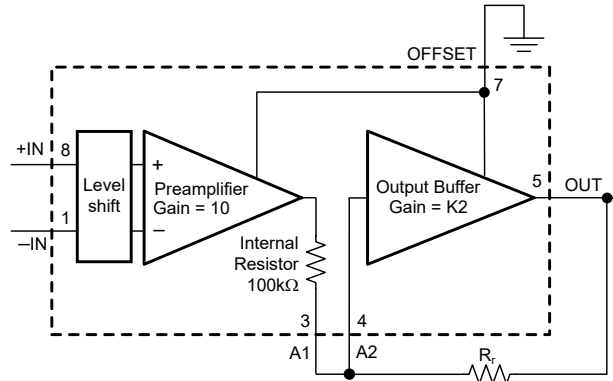 OFFSET
7
+IN 8
Level
shift
–IN 1
+
–
Preamplifier
Gain = 10
Output Buffer
Gain = K2
5 OUT
Internal
Resistor
100kΩ
3 4
A1 A2
Rr